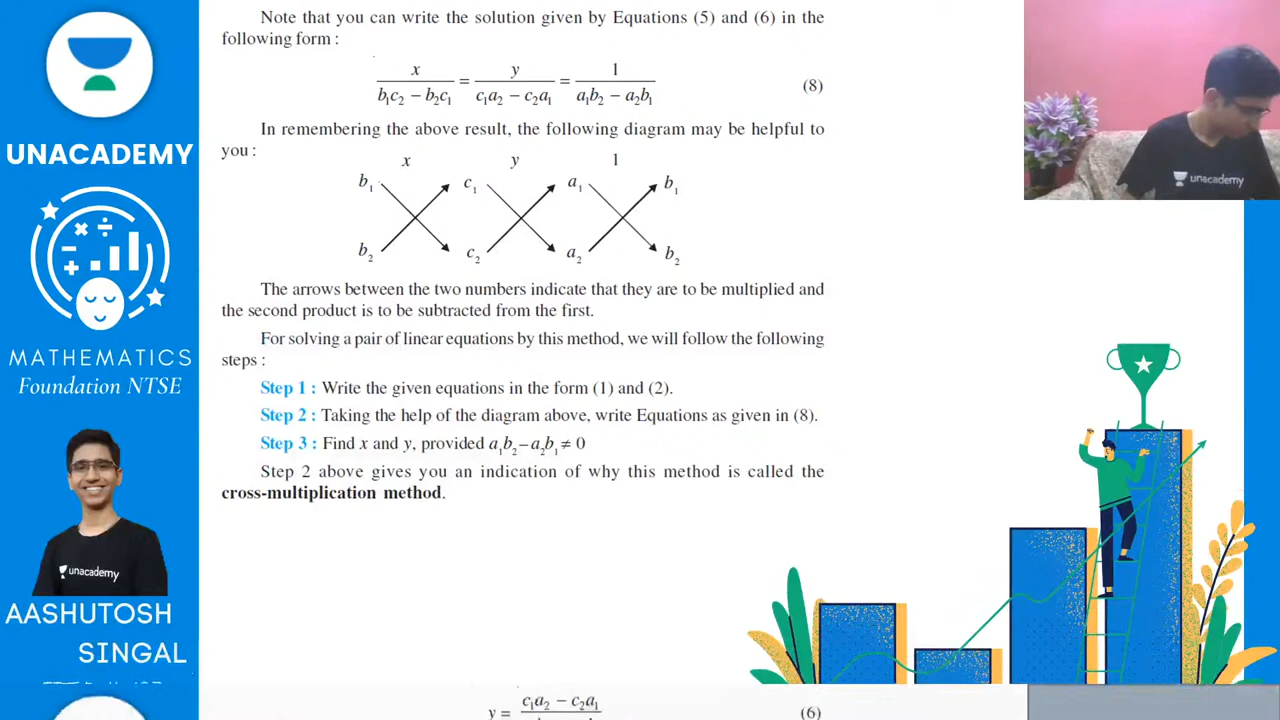 Note that you can write the solution given by Equations (5) and (6) in the
following form :
x / (b₁c₂ − b₂c₁) = y / (c₁a₂ − c₂a₁) = 1 / (a₁b₂ − a₂b₁) (8)
In remembering the above result, the following diagram may be helpful to
you :
x y 1
b₁ c₁ a₁ b₁
b₂ c₂ a₂ b₂
The arrows between the two numbers indicate that they are to be multiplied and
the second product is to be subtracted from the first.
For solving a pair of linear equations by this method, we will follow the following
steps :
Step 1 : Write the given equations in the form (1) and (2).
Step 2 : Taking the help of the diagram above, write Equations as given in (8).
Step 3 : Find x and y, provided a₁b₂ − a₂b₁ ≠ 0
Step 2 above gives you an indication of why this method is called the
cross-multiplication method.
y = c₁a₂ − c₂a₁ (6)
UNACADEMY
MATHEMATICS
Foundation NTSE
unacademy
AASHUTOSH
SINGAL
unacademy